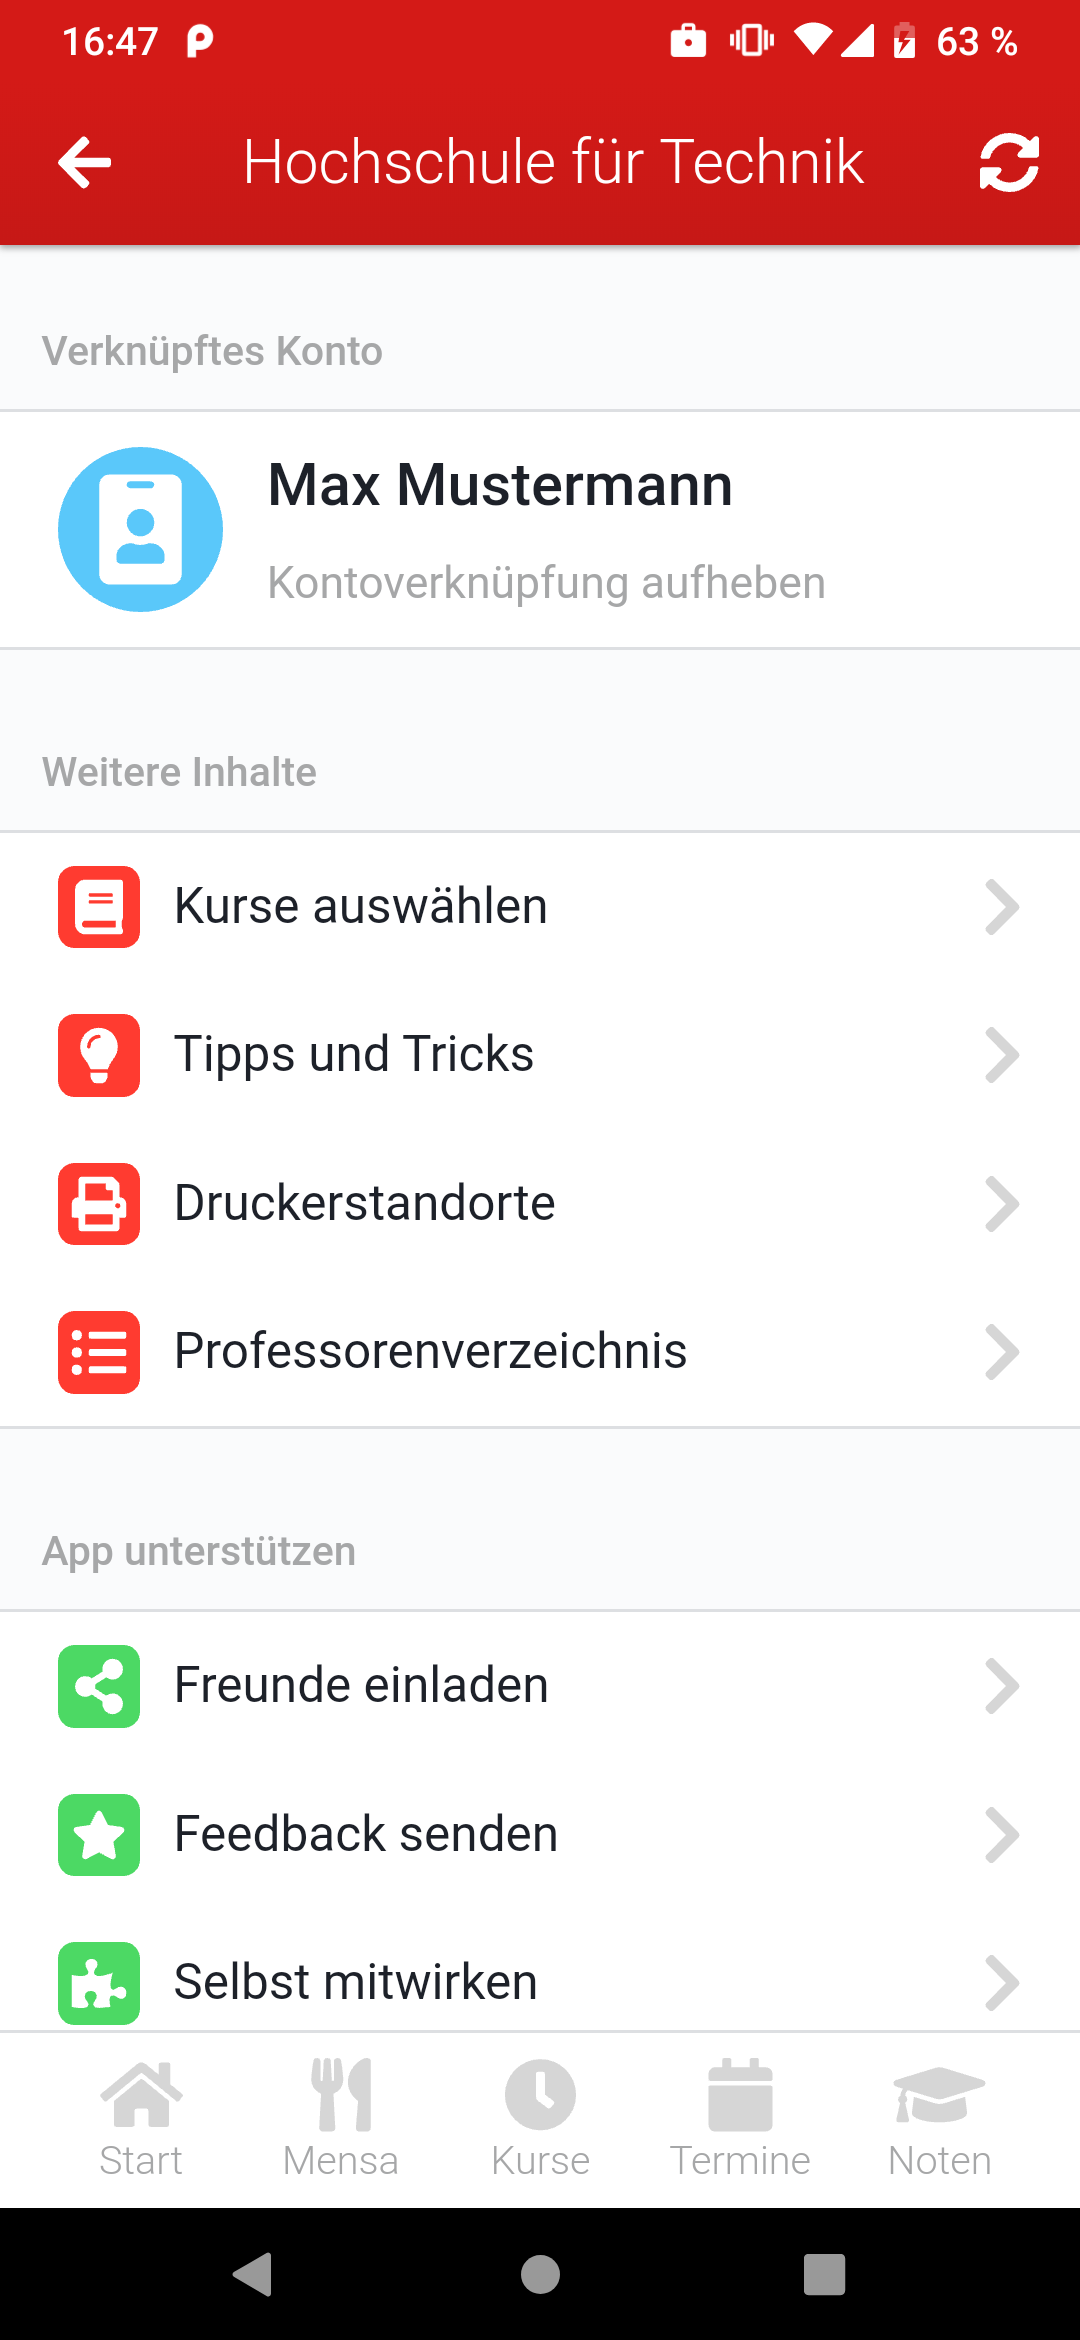 16:47 63 %
Hochschule für Technik
Verknüpftes Konto
Max Mustermann
Kontoverknüpfung aufheben
Weitere Inhalte
Kurse auswählen
Tipps und Tricks
Druckerstandorte
Professorenverzeichnis
App unterstützen
Freunde einladen
Feedback senden
Selbst mitwirken
Start Mensa Kurse Termine Noten